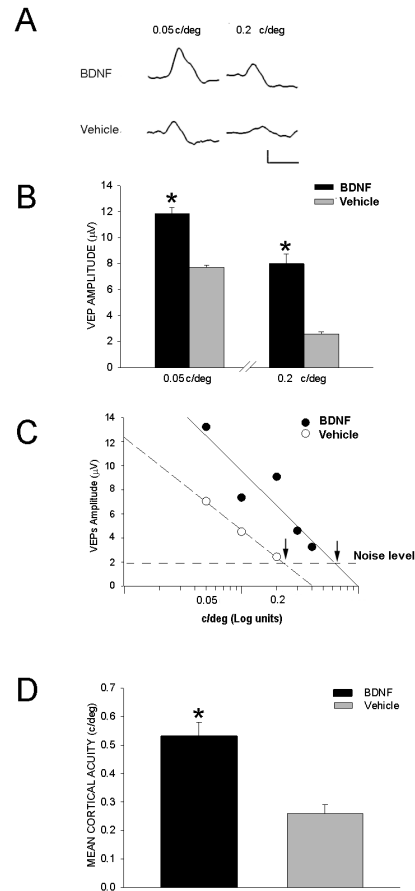 A
0.05 c/deg 0.2 c/deg
BDNF
Vehicle
B
14
12
10
8
6
4
2
0
VEP AMPLITUDE (µV)
*
*
BDNF
Vehicle
0.05 c/deg 0.2 c/deg
C
14
12
10
8
6
4
2
0
VEPs Amplitude (µV)
BDNF
Vehicle
Noise level
0.05 0.2
c/deg (Log units)
D
0.7
0.6
0.5
0.4
0.3
0.2
0.1
0.0
MEAN CORTICAL ACUITY (c/deg)
*
BDNF
Vehicle